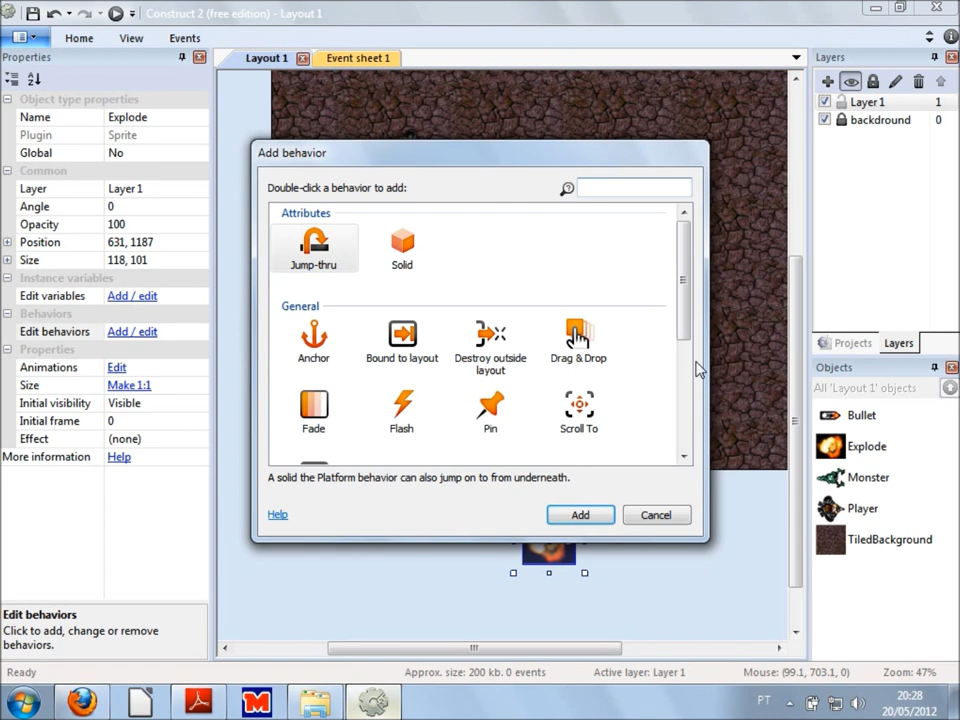 Construct 2 (free edition) - Layout 1
Home
View
Events
Properties
Layout 1
Event sheet 1
Layers
Object type properties
Name
Explode
Plugin
Sprite
Global
No
Common
Layer
Layer 1
Angle
0
Opacity
100
Position
631, 1187
Size
118, 101
Instance variables
Edit variables
Add / edit
Behaviors
Edit behaviors
Add / edit
Properties
Animations
Edit
Size
Make 1:1
Initial visibility
Visible
Initial frame
0
Effect
(none)
More information
Help
Add behavior
Double-click a behavior to add:
Attributes
Jump-thru
Solid
General
Anchor
Bound to layout
Destroy outside
layout
Drag & Drop
Fade
Flash
Pin
Scroll To
A solid the Platform behavior can also jump on to from underneath.
Help
Add
Cancel
Layer 1
1
background
0
Projects
Layers
Objects
All 'Layout 1' objects
Bullet
Explode
Monster
Player
TiledBackground
Edit behaviors
Click to add, change or remove
behaviors.
Ready
Approx. size: 200 kb. 0 events
Active layer: Layer 1
Mouse: (99.1, 703.1, 0)
Zoom: 47%
PT
20:28
20/05/2012